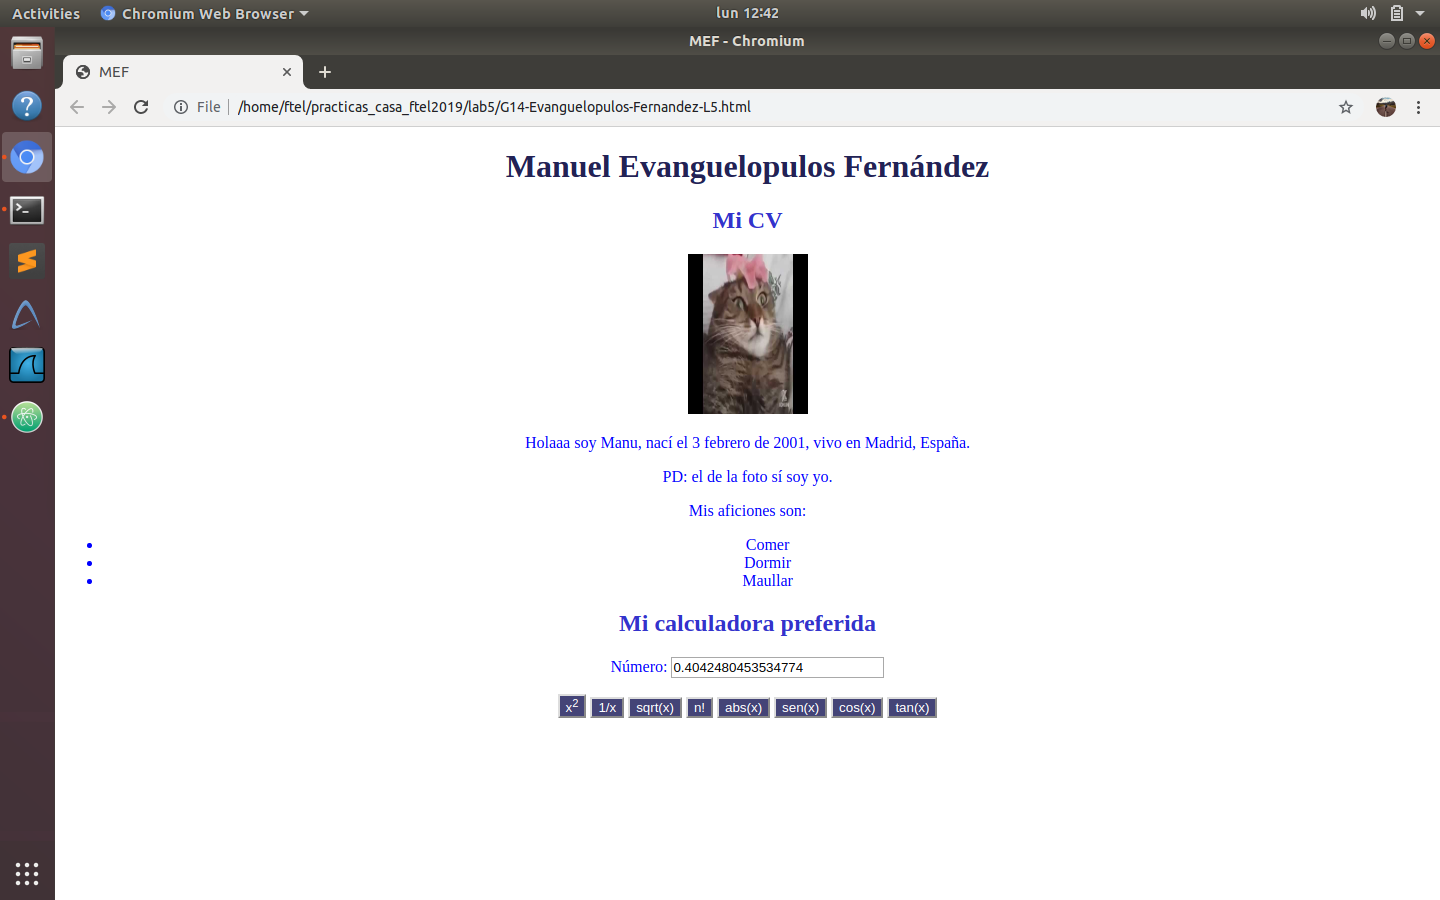 Activities
Chromium Web Browser
lun 12:42
MEF - Chromium
MEF
File
/home/ftel/practicas_casa_ftel2019/lab5/G14-Evanguelopulos-Fernandez-L5.html
Manuel Evanguelopulos Fernández
Mi CV
Holaaa soy Manu, nací el 3 febrero de 2001, vivo en Madrid, España.
PD: el de la foto sí soy yo.
Mis aficiones son:
Comer
Dormir
Maullar
Mi calculadora preferida
Número: 0.4042480453534774
x² 1/x sqrt(x) n! abs(x) sen(x) cos(x) tan(x)